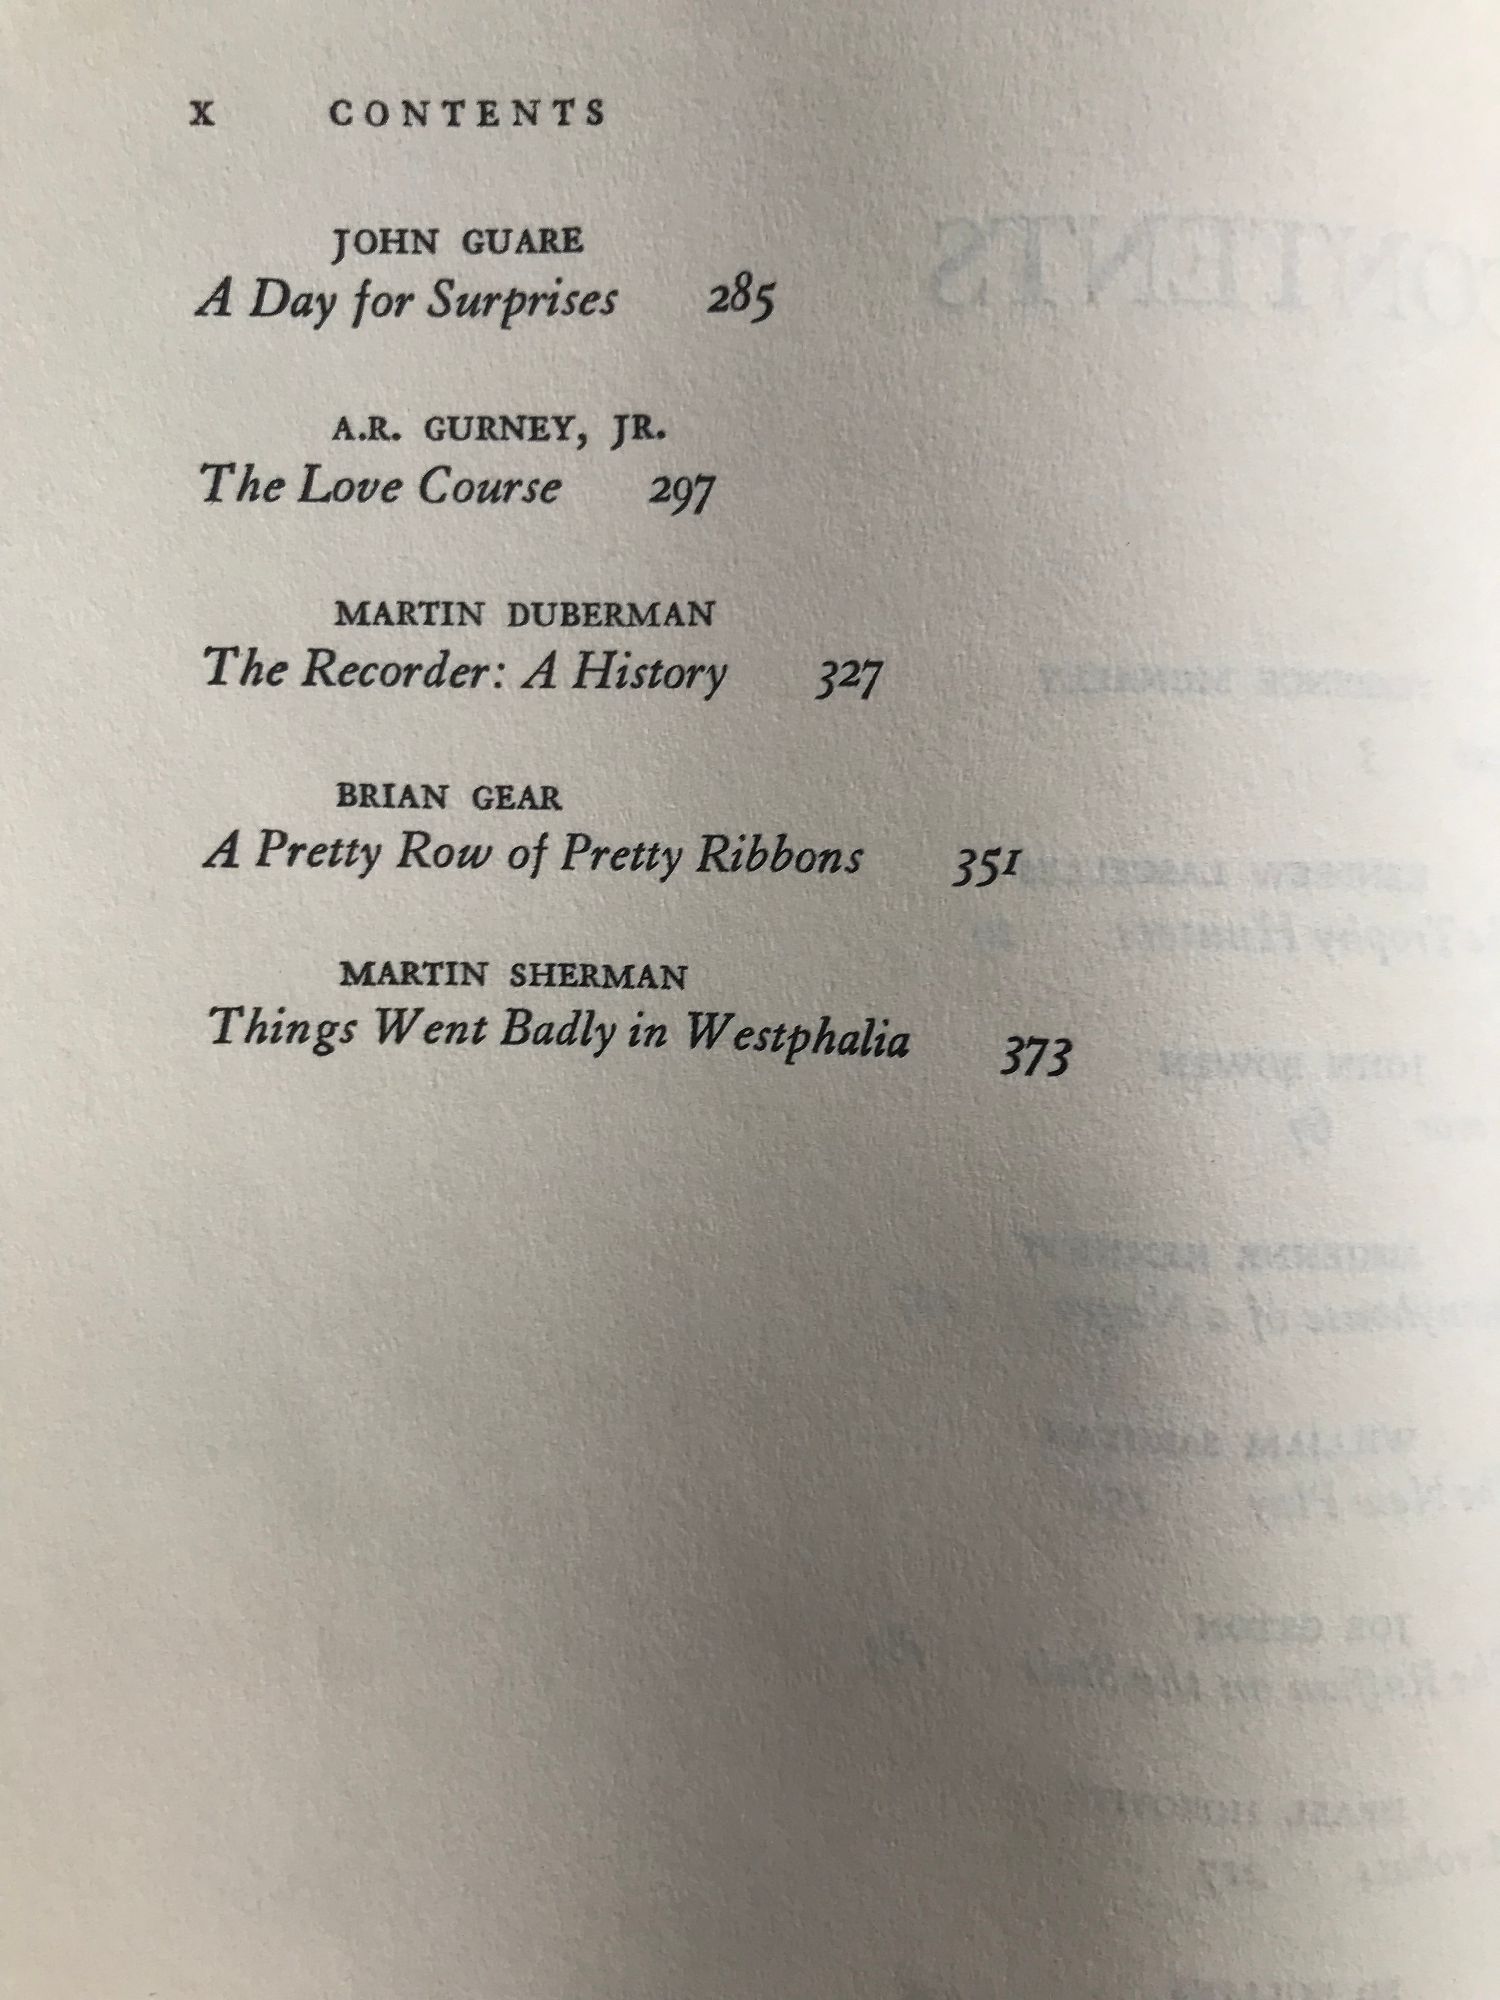 X CONTENTS
JOHN GUARE
A Day for Surprises 285
A.R. GURNEY, JR.
The Love Course 297
MARTIN DUBERMAN
The Recorder: A History 327
BRIAN GEAR
A Pretty Row of Pretty Ribbons 351
MARTIN SHERMAN
Things Went Badly in Westphalia 373